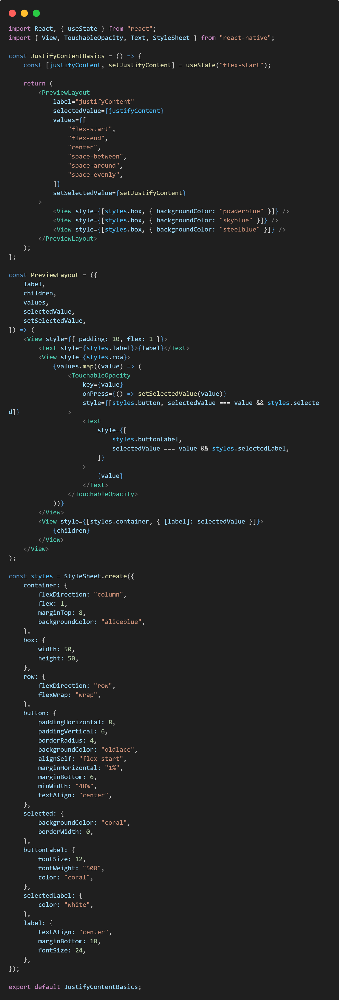 import React, { useState } from "react";
import { View, TouchableOpacity, Text, StyleSheet } from "react-native";

const JustifyContentBasics = () => {
    const [justifyContent, setJustifyContent] = useState("flex-start");

    return (
        <PreviewLayout
            label="justifyContent"
            selectedValue={justifyContent}
            values={[
                "flex-start",
                "flex-end",
                "center",
                "space-between",
                "space-around",
                "space-evenly",
            ]}
            setSelectedValue={setJustifyContent}
        >
            <View style={[styles.box, { backgroundColor: "powderblue" }]} />
            <View style={[styles.box, { backgroundColor: "skyblue" }]} />
            <View style={[styles.box, { backgroundColor: "steelblue" }]} />
        </PreviewLayout>
    );
};

const PreviewLayout = ({
    label,
    children,
    values,
    selectedValue,
    setSelectedValue,
}) => (
    <View style={{ padding: 10, flex: 1 }}>
        <Text style={styles.label}>{label}</Text>
        <View style={styles.row}>
            {values.map((value) => (
                <TouchableOpacity
                    key={value}
                    onPress={() => setSelectedValue(value)}
                    style={[styles.button, selectedValue === value && styles.selecte
d]}             >
                    <Text
                        style={[
                            styles.buttonLabel,
                            selectedValue === value && styles.selectedLabel,
                        ]}
                    >
                        {value}
                    </Text>
                </TouchableOpacity>
            ))}
        </View>
        <View style={[styles.container, { [label]: selectedValue }]}>
            {children}
        </View>
    </View>
);

const styles = StyleSheet.create({
    container: {
        flexDirection: "column",
        flex: 1,
        marginTop: 8,
        backgroundColor: "aliceblue",
    },
    box: {
        width: 50,
        height: 50,
    },
    row: {
        flexDirection: "row",
        flexWrap: "wrap",
    },
    button: {
        paddingHorizontal: 8,
        paddingVertical: 6,
        borderRadius: 4,
        backgroundColor: "oldlace",
        alignSelf: "flex-start",
        marginHorizontal: "1%",
        marginBottom: 6,
        minWidth: "48%",
        textAlign: "center",
    },
    selected: {
        backgroundColor: "coral",
        borderWidth: 0,
    },
    buttonLabel: {
        fontSize: 12,
        fontWeight: "500",
        color: "coral",
    },
    selectedLabel: {
        color: "white",
    },
    label: {
        textAlign: "center",
        marginBottom: 10,
        fontSize: 24,
    },
});

export default JustifyContentBasics;